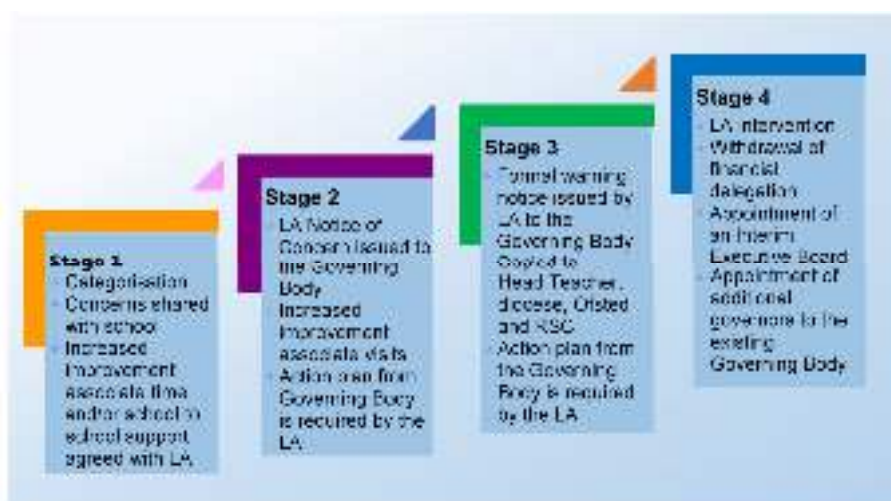 Stage 1
- Categorisation
- Concerns shared
with school
- Increased
improvement
associate time
and/or school to
school support
agreed with LA
Stage 2
- LA Notice of
Concern issued to
the Governing
Body
- Increased
improvement
associate visits
- Action plan from
Governing Body
is required by the
LA
Stage 3
- Formal warning
notice issued by
LA to the
Governing Body
Copied to
Head Teacher,
diocese, Ofsted
and RSC
- Action plan from
the Governing
Body is required
by the LA
Stage 4
- LA Intervention
- Withdrawal of
financial
delegation
- Appointment of
an Interim
Executive Board
- Appointment of
additional
governors to the
existing
Governing Body